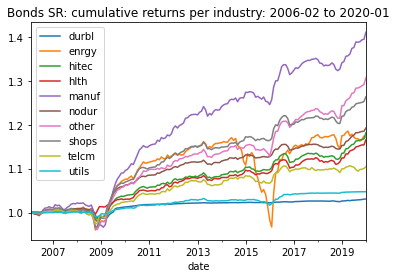 Bonds SR: cumulative returns per industry: 2006-02 to 2020-01
1.4
1.3
1.2
1.1
1.0
durbl
enrgy
hitec
hlth
manuf
nodur
other
shops
telcm
utils
2007 2009 2011 2013 2015 2017 2019
date